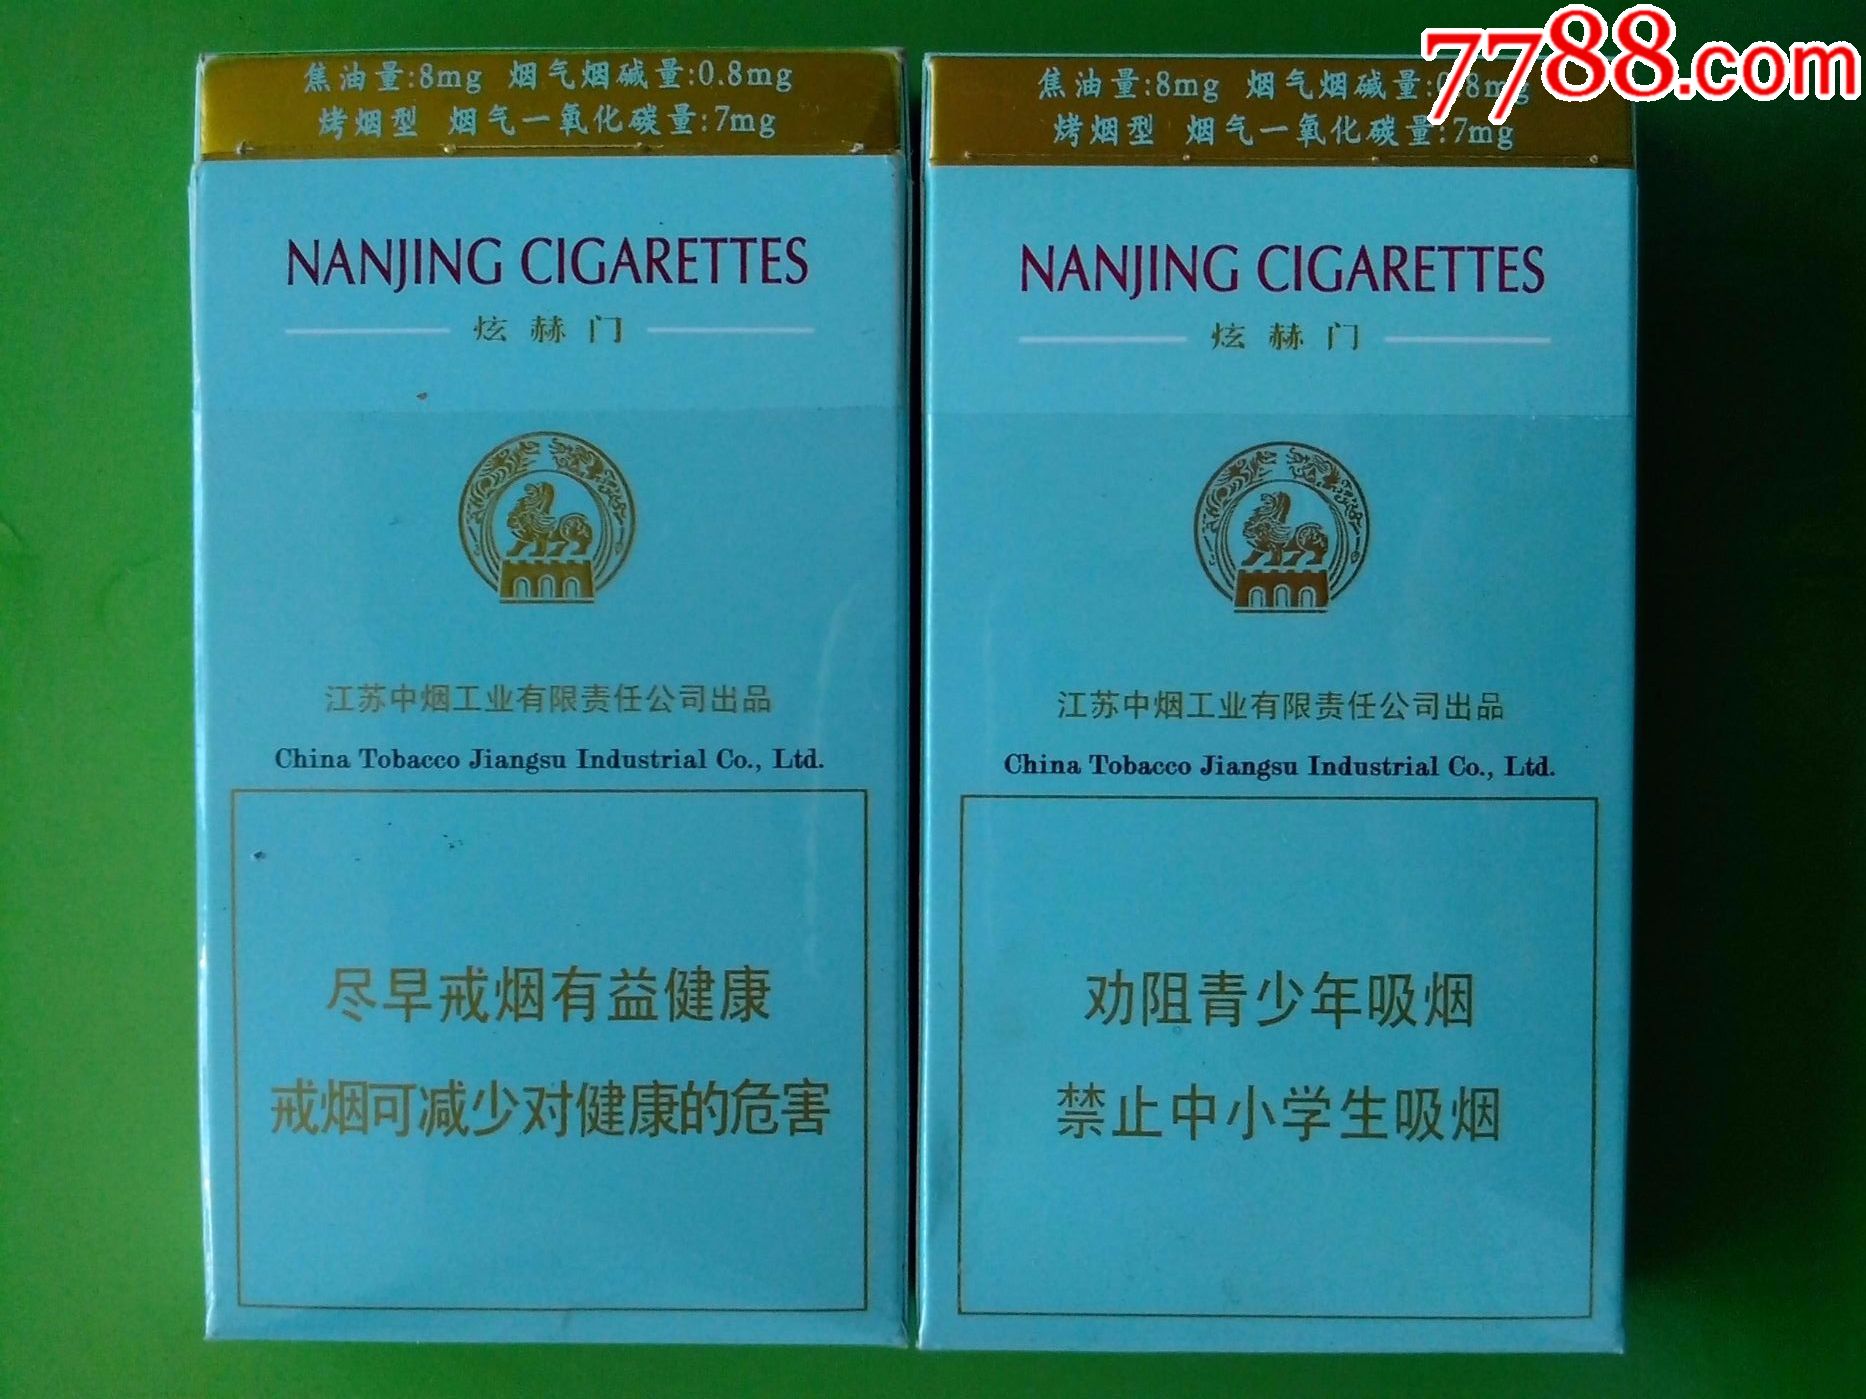 7788.com
焦油量:8mg 烟气烟碱量:0.8mg
烤烟型 烟气一氧化碳量:7mg
NANJING CIGARETTES
炫赫门
江苏中烟工业有限责任公司出品
China Tobacco Jiangsu Industrial Co., Ltd.
尽早戒烟有益健康
戒烟可减少对健康的危害
焦油量:8mg 烟气烟碱量:0.8mg
烤烟型 烟气一氧化碳量:7mg
NANJING CIGARETTES
炫赫门
江苏中烟工业有限责任公司出品
China Tobacco Jiangsu Industrial Co., Ltd.
劝阻青少年吸烟
禁止中小学生吸烟